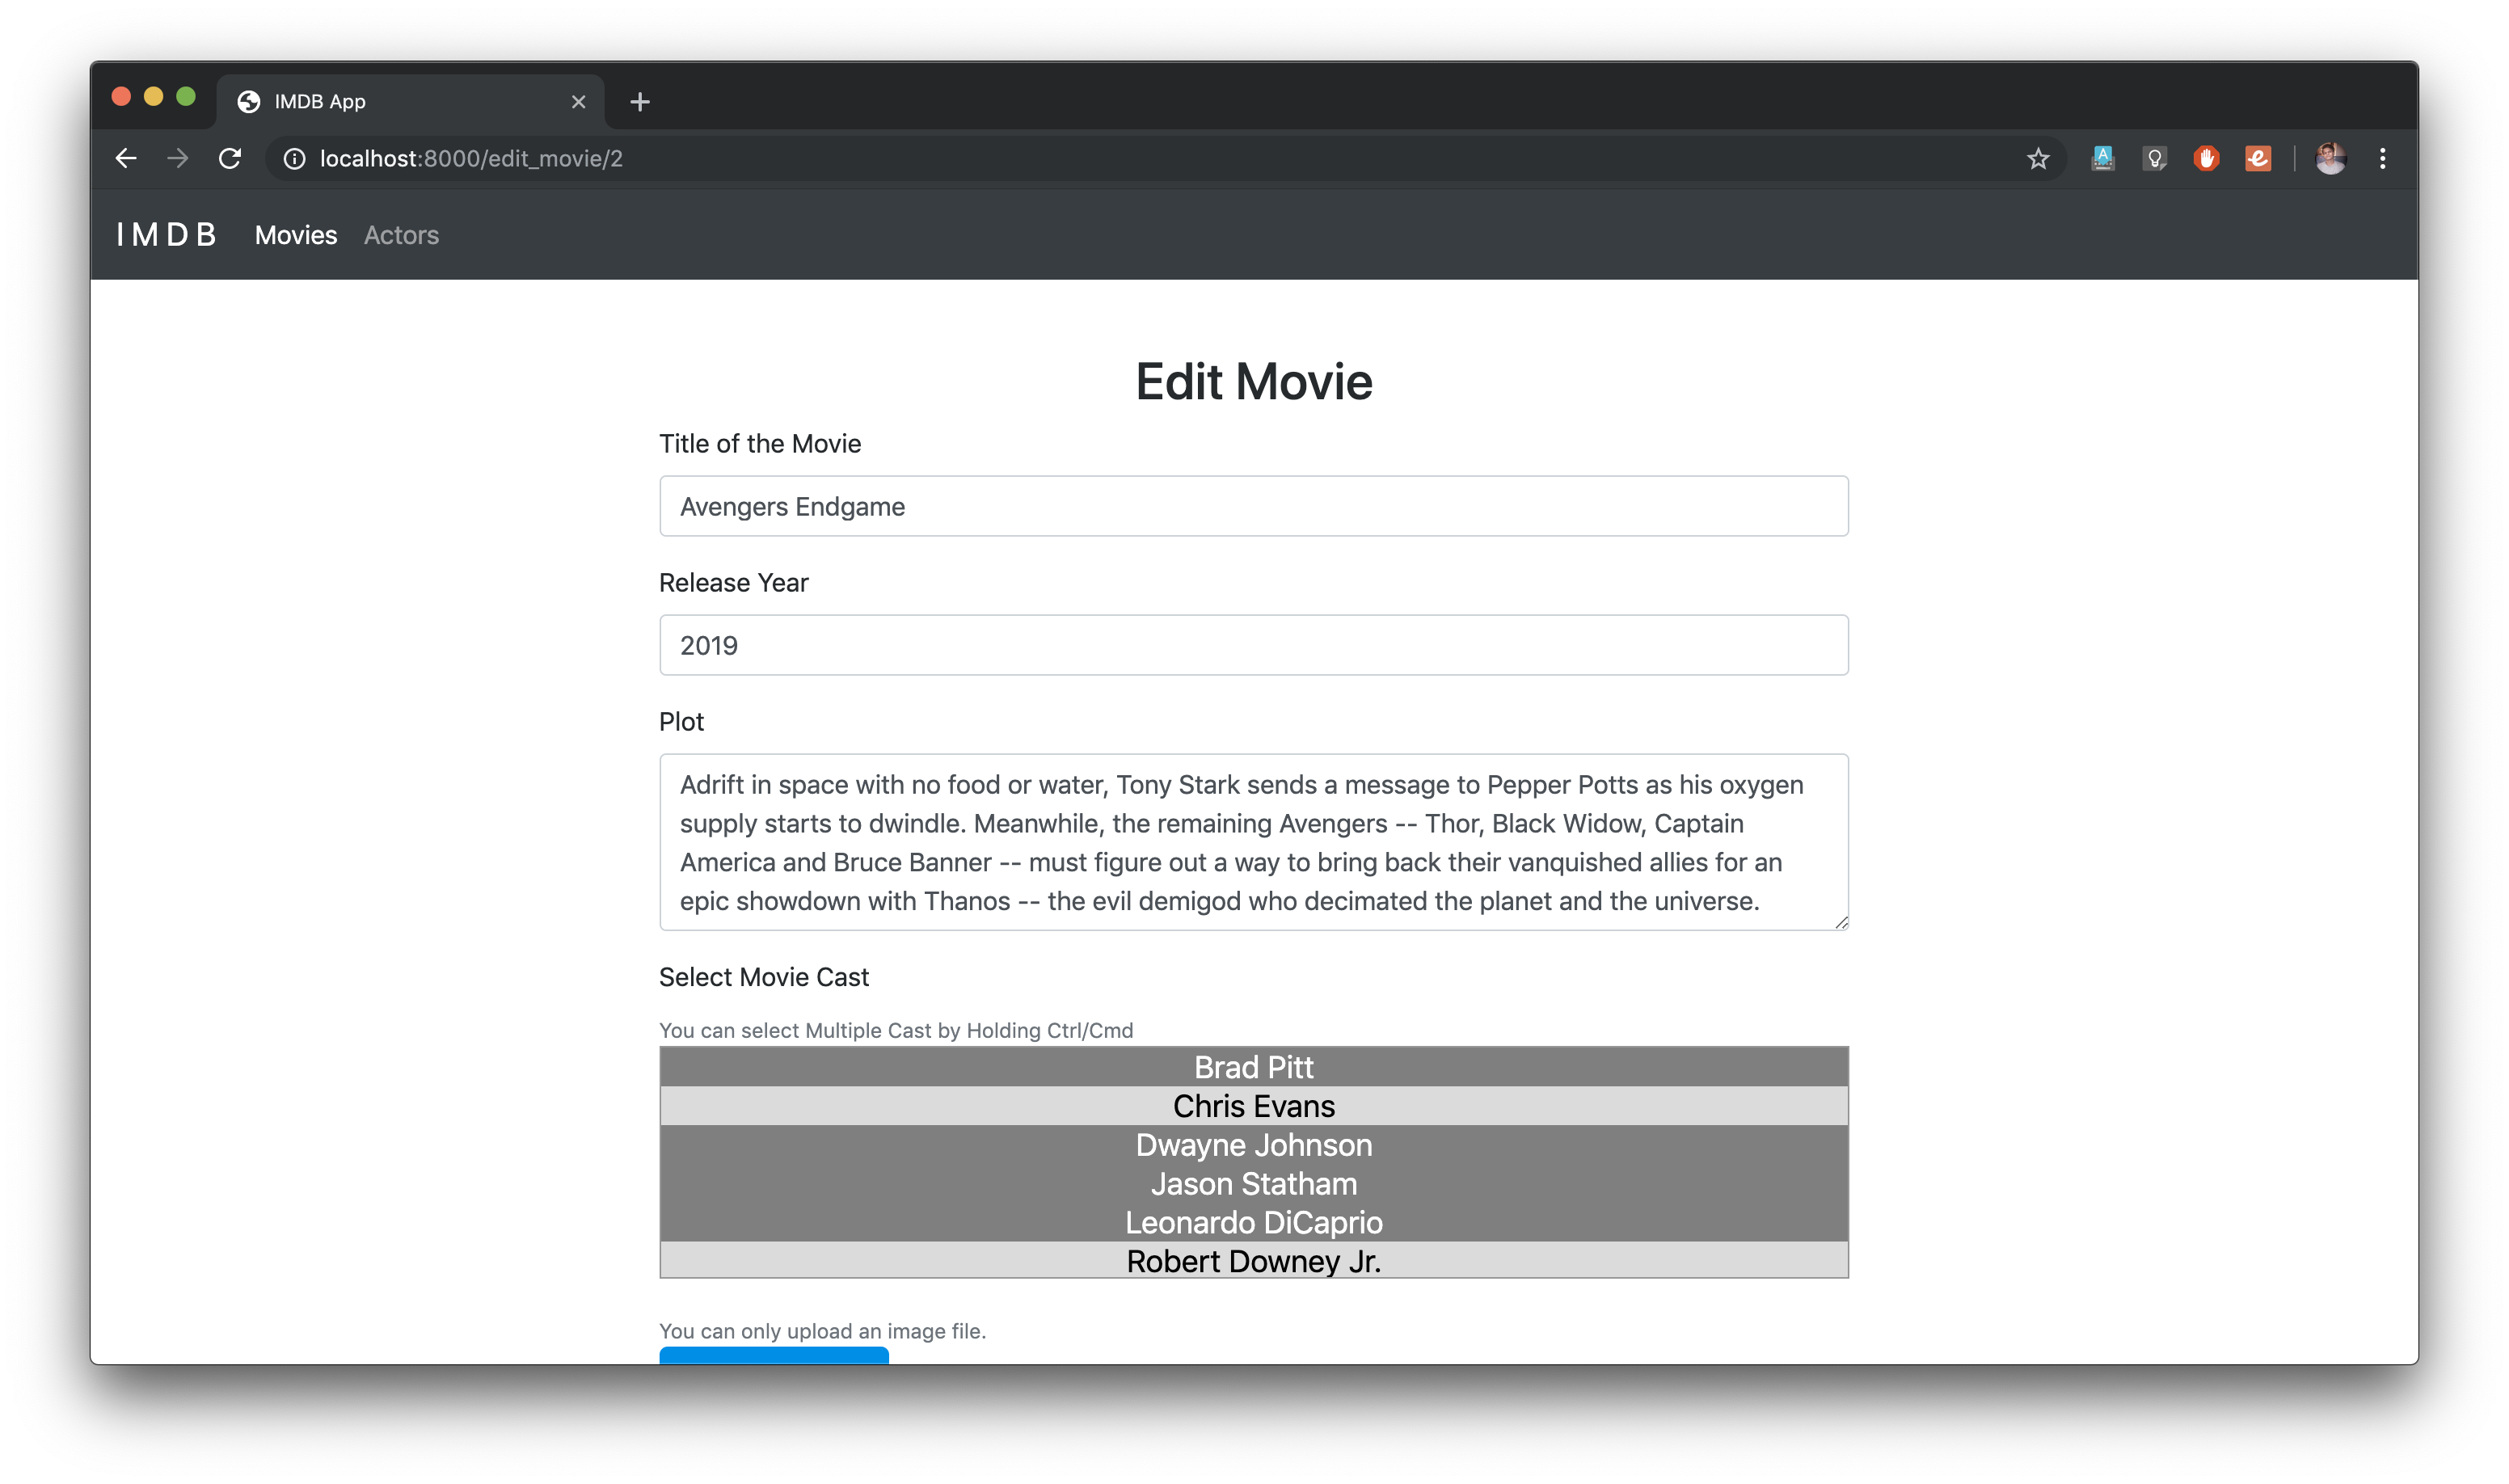 IMDB App
localhost:8000/edit_movie/2
IMDB Movies Actors
Edit Movie
Title of the Movie
Avengers Endgame
Release Year
2019
Plot
Adrift in space with no food or water, Tony Stark sends a message to Pepper Potts as his oxygen
supply starts to dwindle. Meanwhile, the remaining Avengers -- Thor, Black Widow, Captain
America and Bruce Banner -- must figure out a way to bring back their vanquished allies for an
epic showdown with Thanos -- the evil demigod who decimated the planet and the universe.
Select Movie Cast
You can select Multiple Cast by Holding Ctrl/Cmd
Brad Pitt
Chris Evans
Dwayne Johnson
Jason Statham
Leonardo DiCaprio
Robert Downey Jr.
You can only upload an image file.